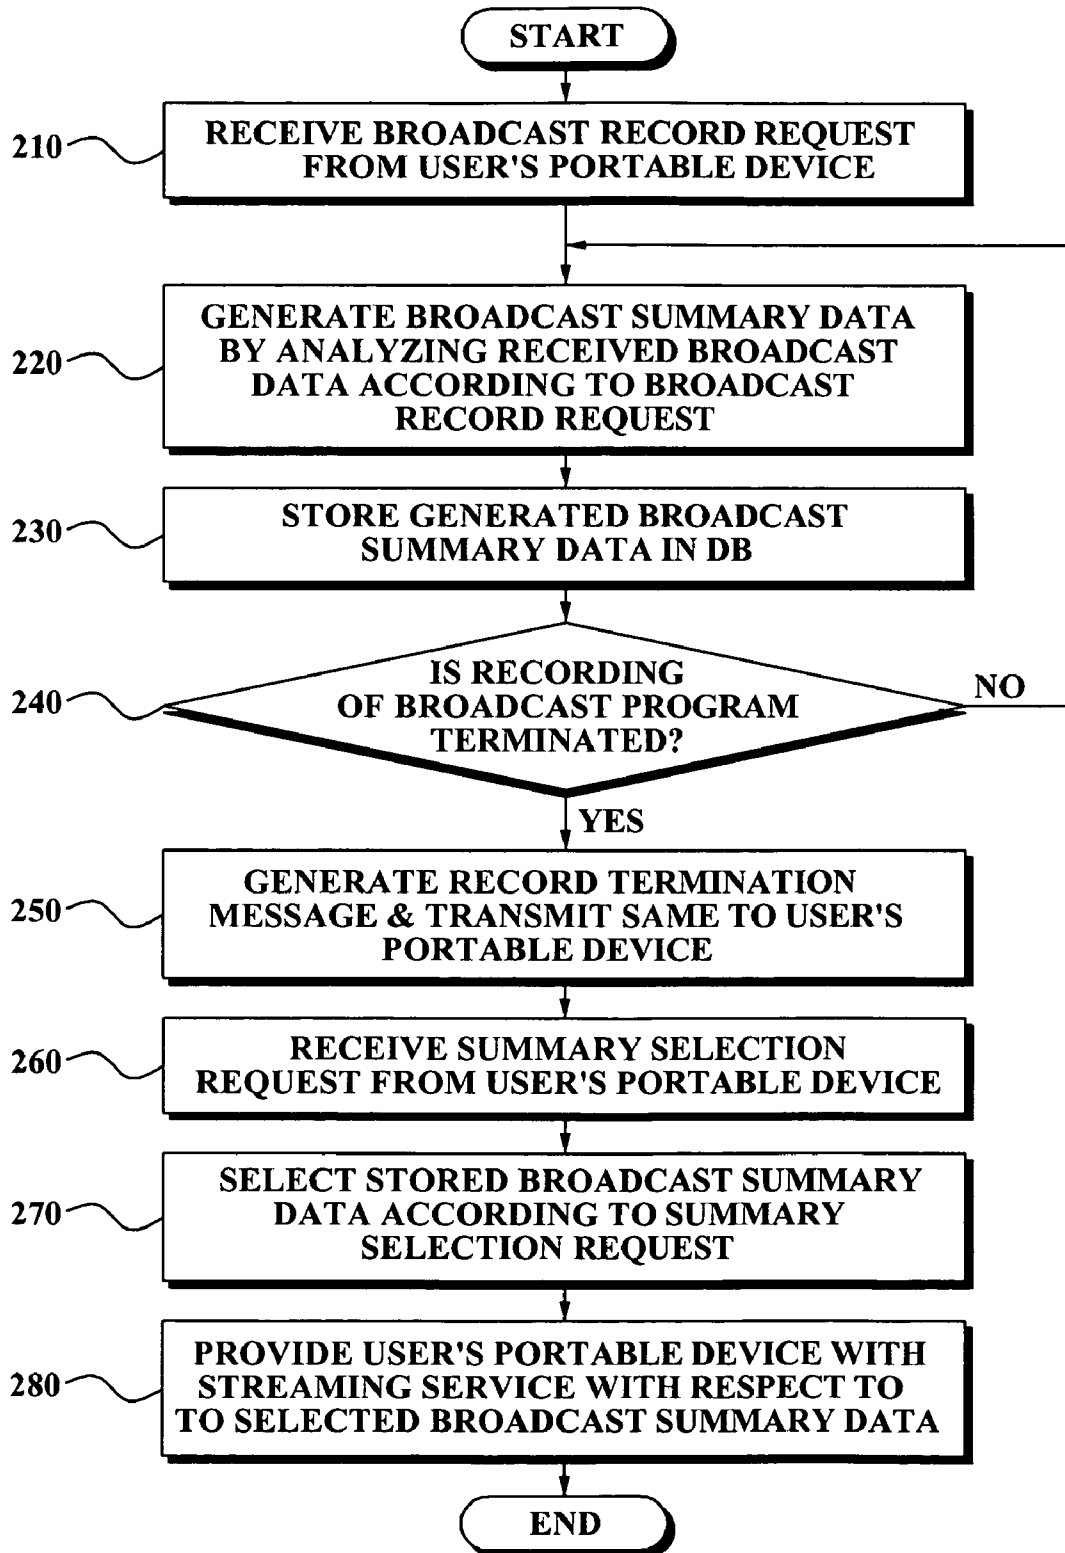 START
210
RECEIVE BROADCAST RECORD REQUEST
FROM USER'S PORTABLE DEVICE
220
GENERATE BROADCAST SUMMARY DATA
BY ANALYZING RECEIVED BROADCAST
DATA ACCORDING TO BROADCAST
RECORD REQUEST
230
STORE GENERATED BROADCAST
SUMMARY DATA IN DB
240
IS RECORDING
OF BROADCAST PROGRAM
TERMINATED?
NO
YES
250
GENERATE RECORD TERMINATION
MESSAGE & TRANSMIT SAME TO USER'S
PORTABLE DEVICE
260
RECEIVE SUMMARY SELECTION
REQUEST FROM USER'S PORTABLE DEVICE
270
SELECT STORED BROADCAST SUMMARY
DATA ACCORDING TO SUMMARY
SELECTION REQUEST
280
PROVIDE USER'S PORTABLE DEVICE WITH
STREAMING SERVICE WITH RESPECT TO
TO SELECTED BROADCAST SUMMARY DATA
END